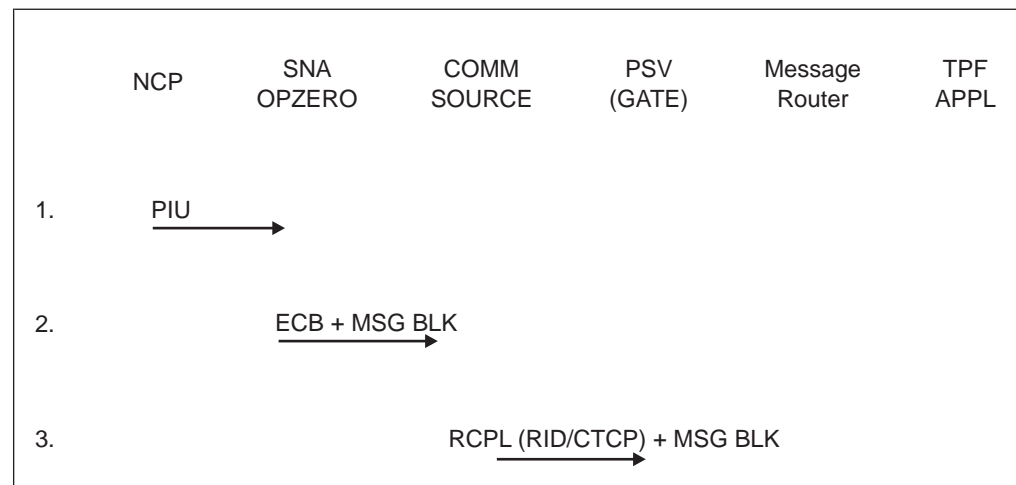 NCP SNA OPZERO COMM SOURCE PSV (GATE) Message Router TPF APPL
1. PIU
2. ECB + MSG BLK
3. RCPL (RID/CTCP) + MSG BLK